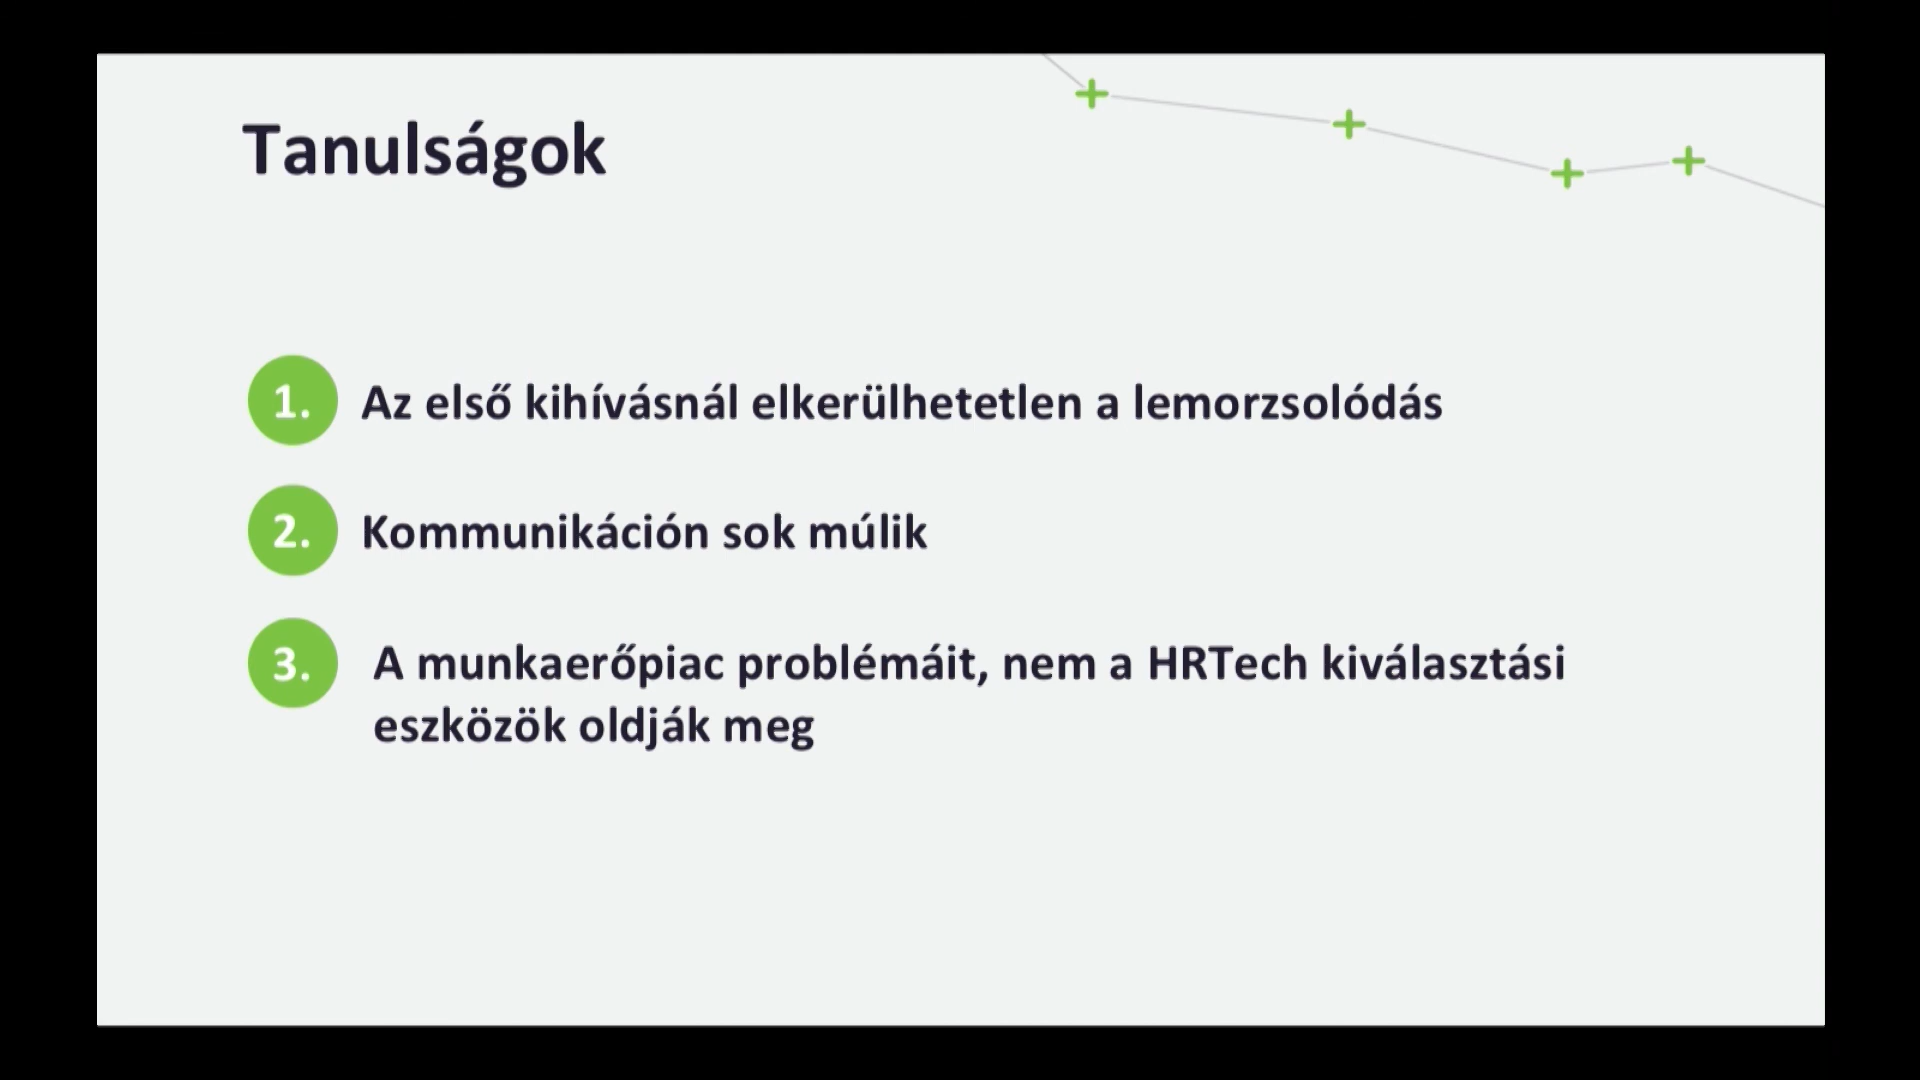 Tanulságok
1. Az első kihívásnál elkerülhetetlen a lemorzsolódás
2. Kommunikáción sok múlik
3. A munkaerőpiac problémáit, nem a HRTech kiválasztási
eszközök oldják meg